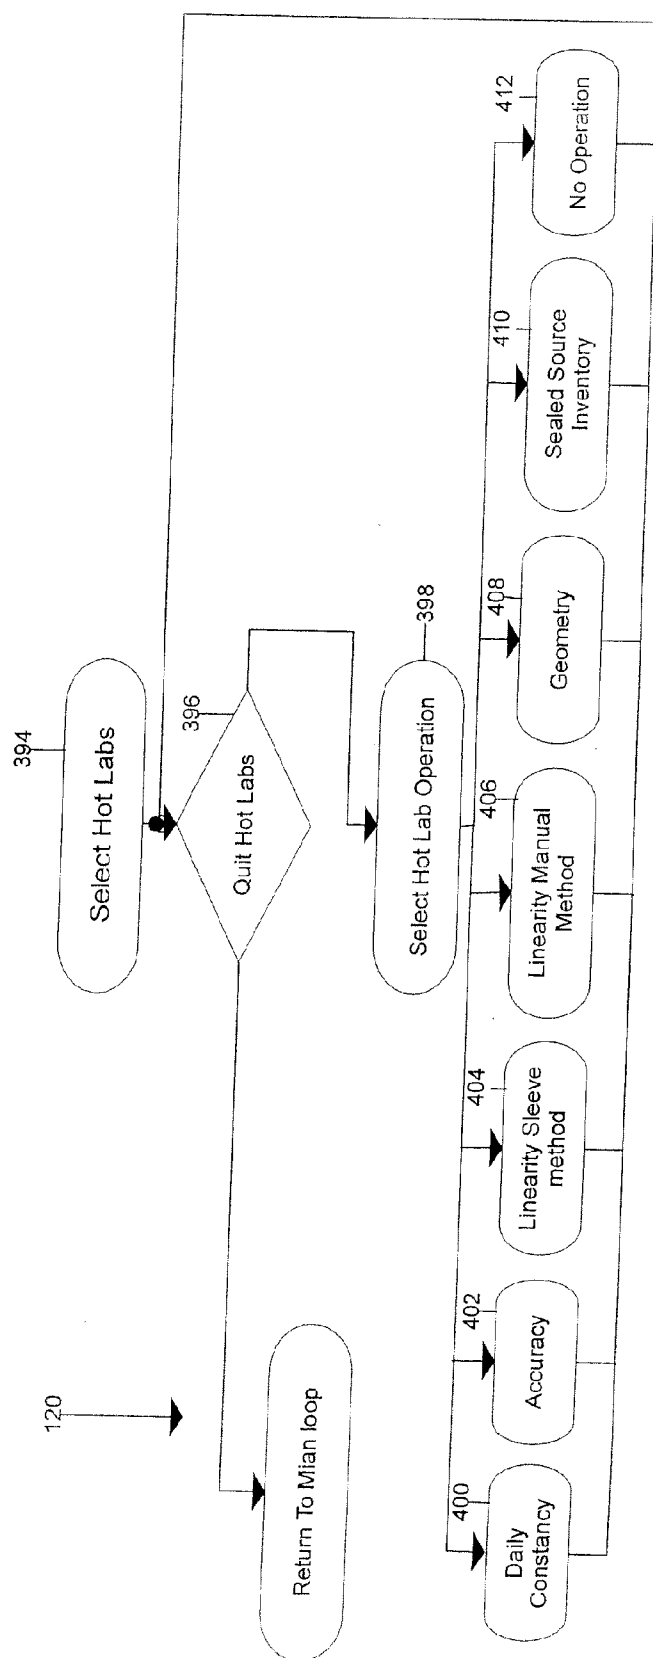 394
Select Hot Labs
396
Quit Hot Labs
120
Return To Mian loop
398
Select Hot Lab Operation
400
Daily
Constancy
402
Accuracy
404
Linearity Sleeve
method
406
Linearity Manual
Method
408
Geometry
410
Sealed Source
Inventory
412
No Operation